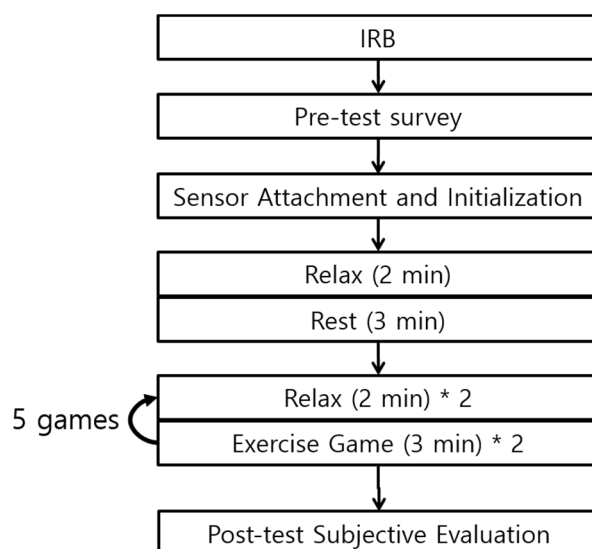 IRB
Pre-test survey
Sensor Attachment and Initialization
Relax (2 min)
Rest (3 min)
5 games
Relax (2 min) * 2
Exercise Game (3 min) * 2
Post-test Subjective Evaluation